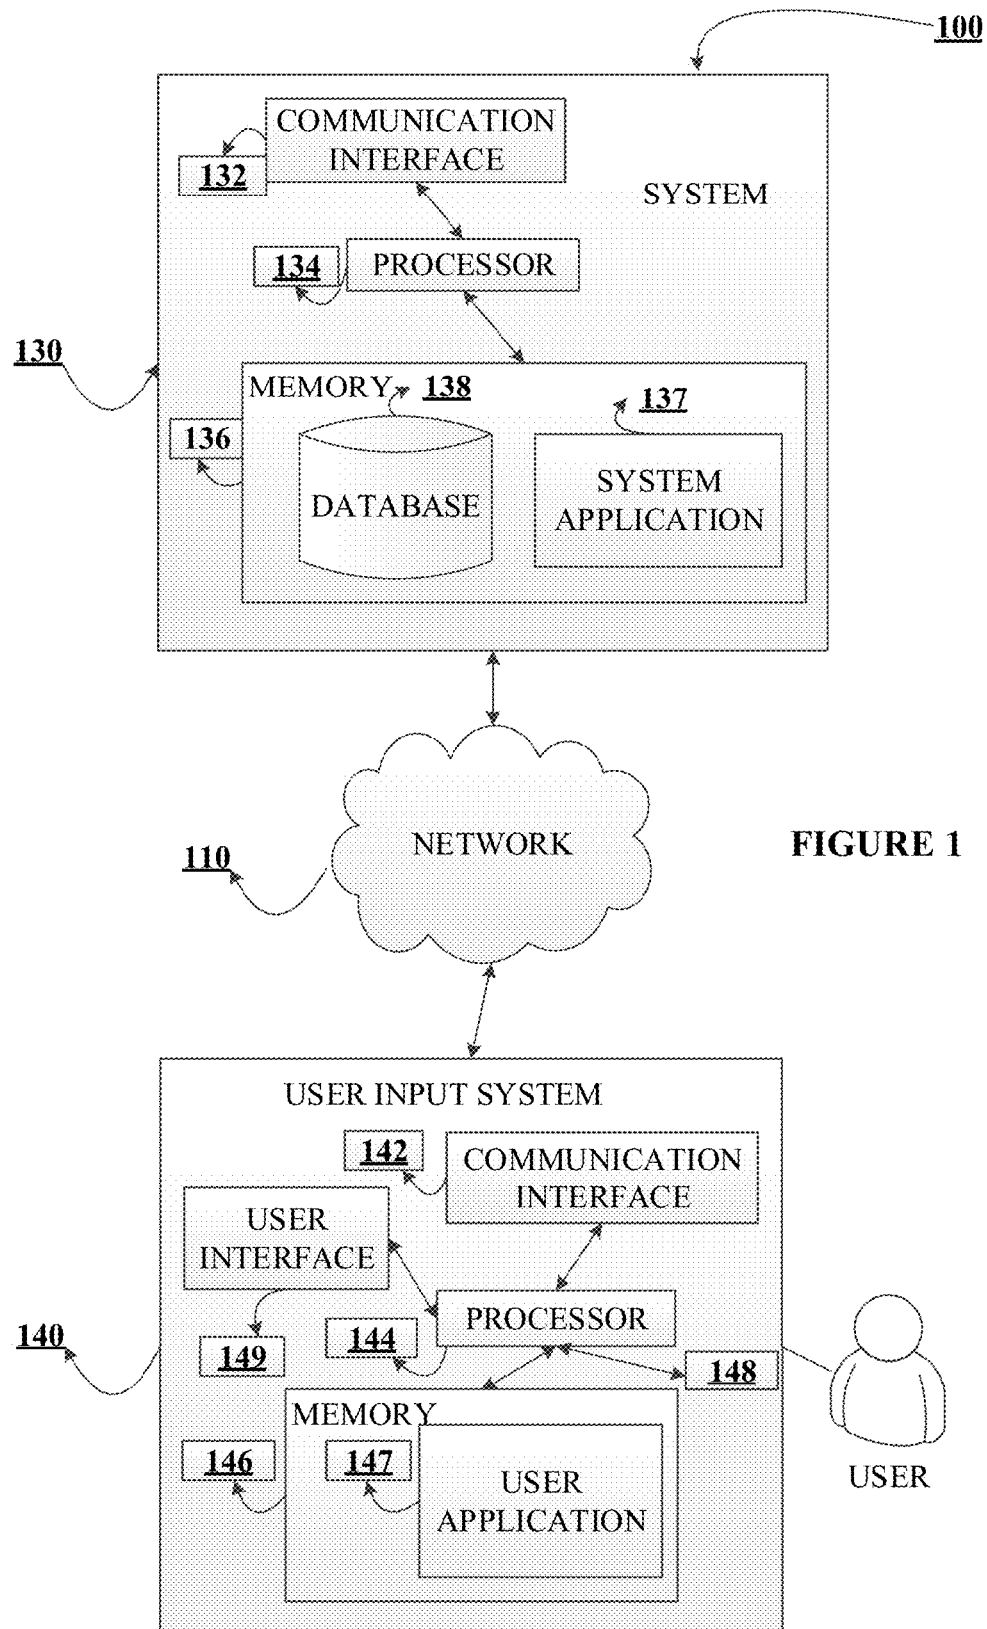 100
COMMUNICATION
INTERFACE
132
SYSTEM
134
PROCESSOR
130
MEMORY
138
137
136
DATABASE
SYSTEM
APPLICATION
NETWORK
FIGURE 1
110
USER INPUT SYSTEM
142
COMMUNICATION
INTERFACE
USER
INTERFACE
PROCESSOR
144
140
149
148
MEMORY
146
147
USER
APPLICATION
USER